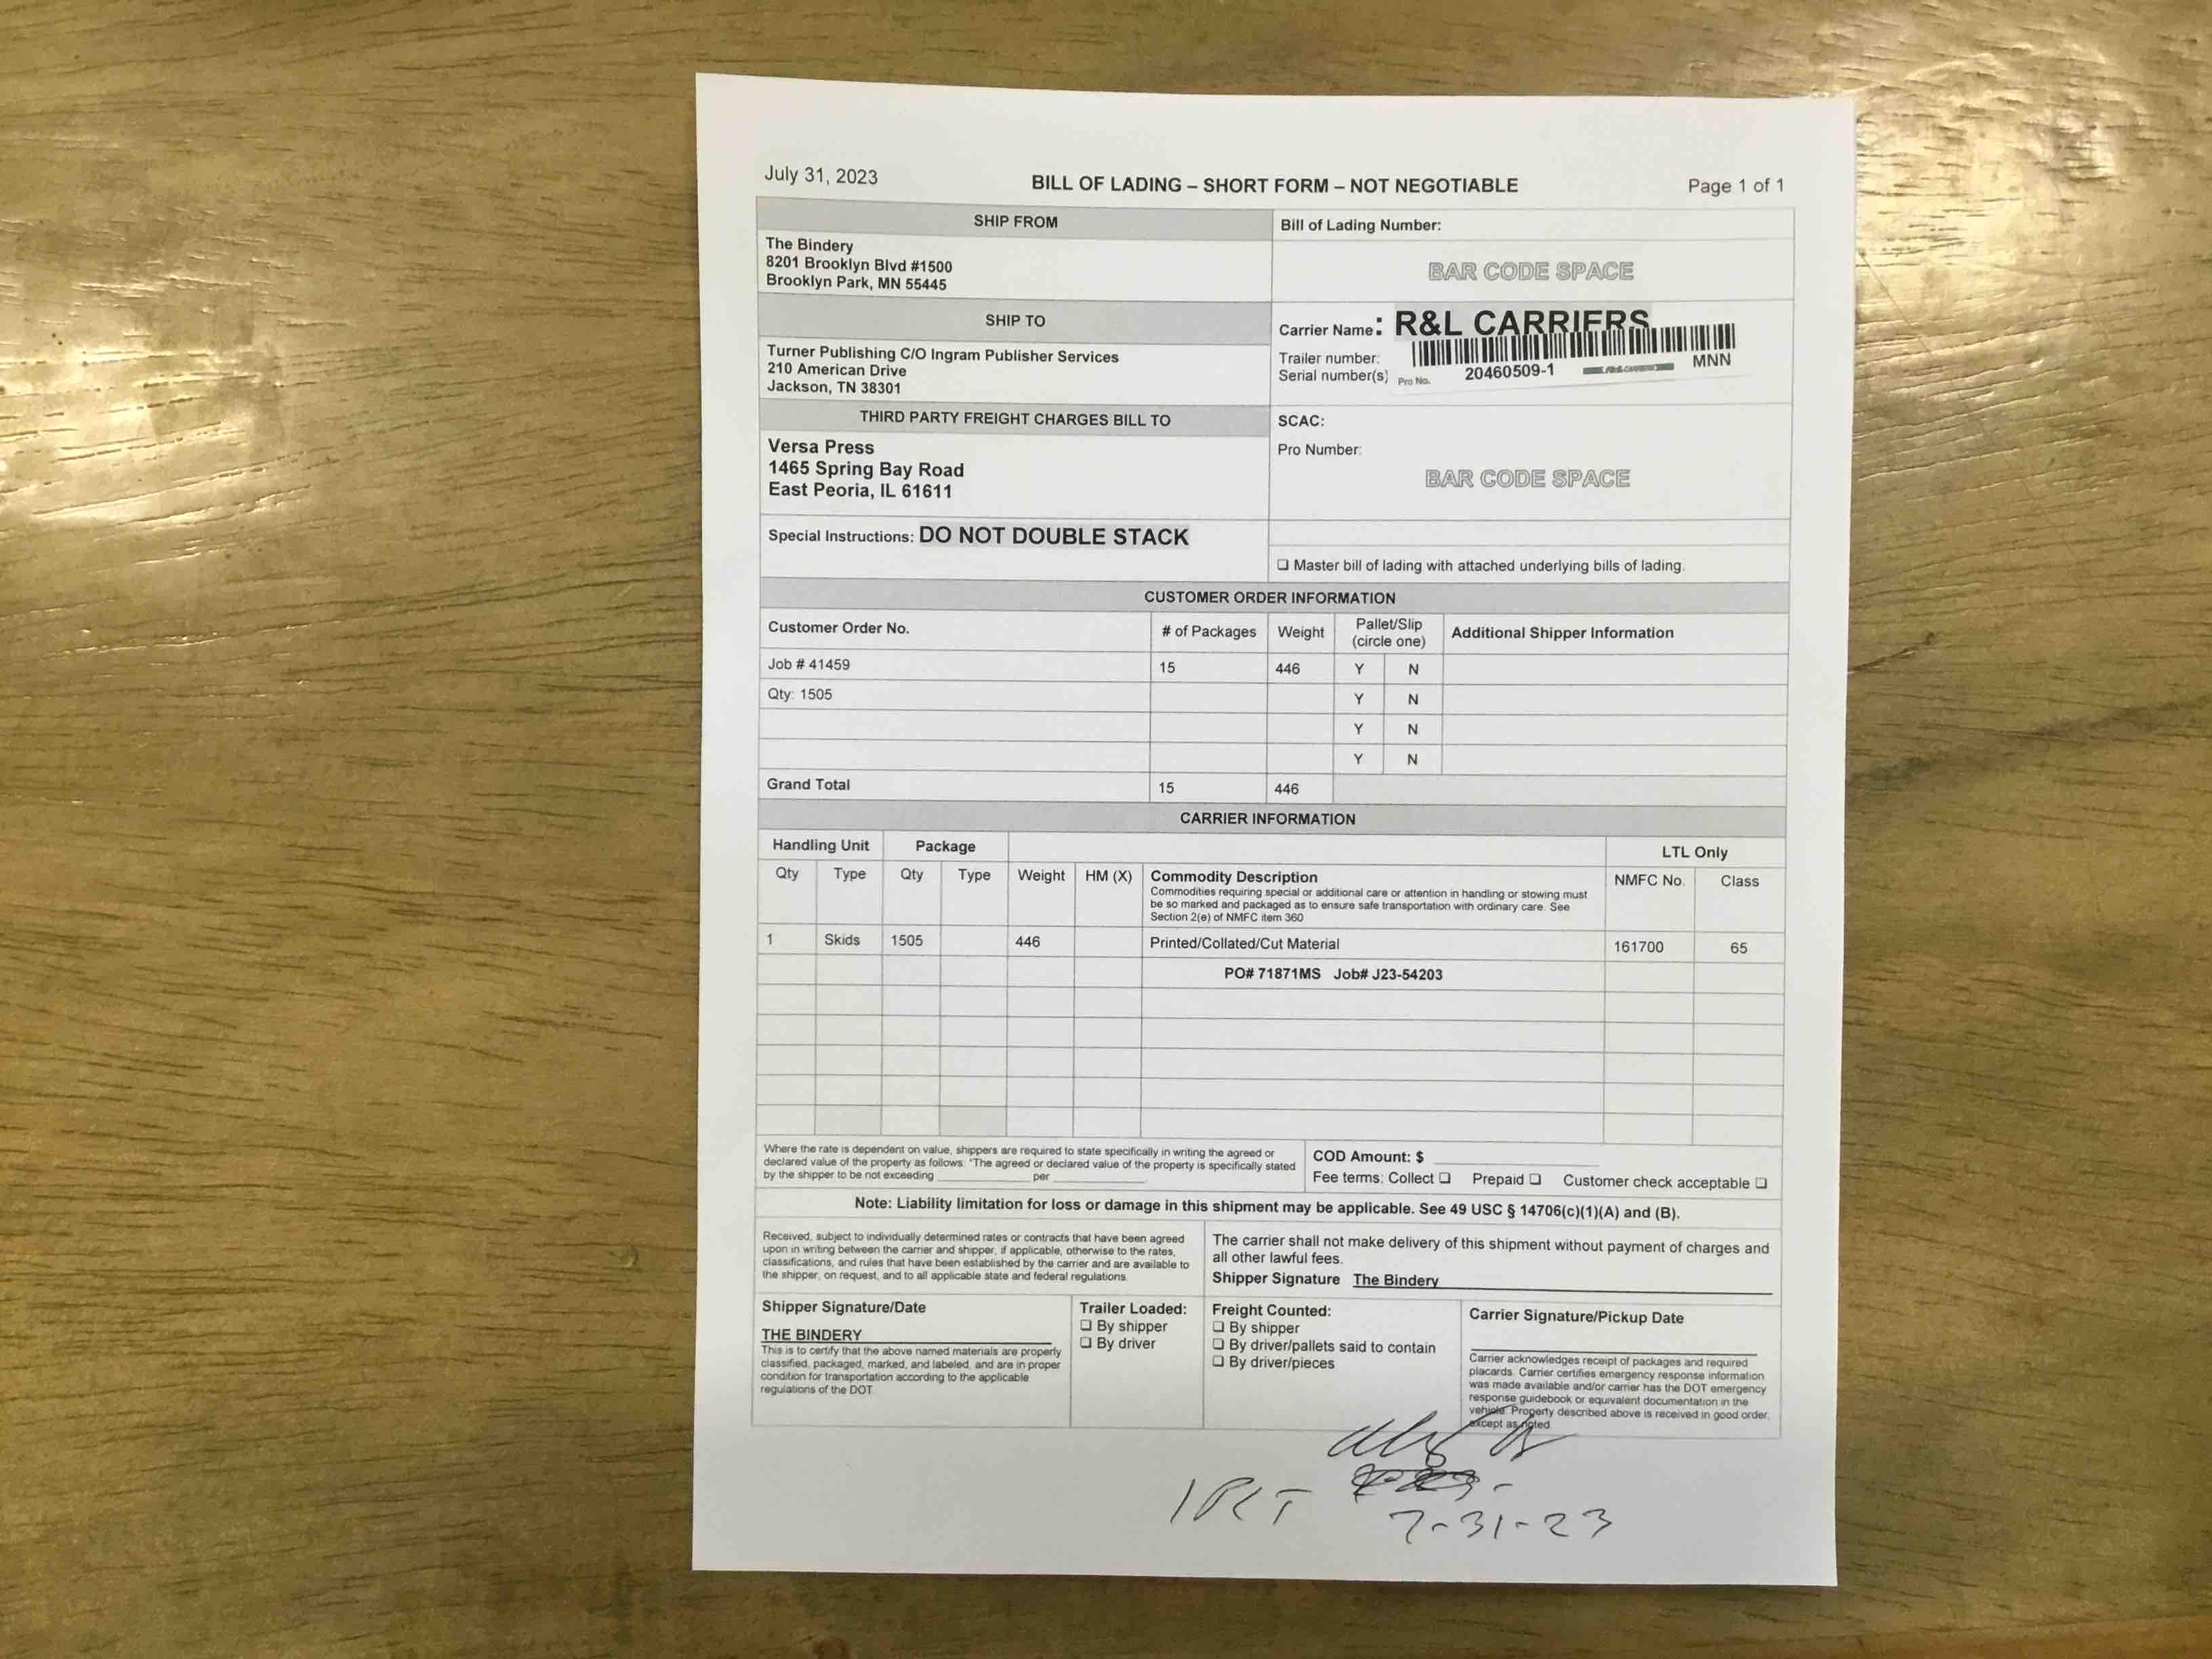 July 31, 2023
BILL OF LADING – SHORT FORM – NOT NEGOTIABLE
Page 1 of 1
SHIP FROM
The Bindery
8201 Brooklyn Blvd #1500
Brooklyn Park, MN 55445
Bill of Lading Number:
BAR CODE SPACE
SHIP TO
Turner Publishing C/O Ingram Publisher Services
210 American Drive
Jackson, TN 38301
Carrier Name: R&L CARRIERS
Trailer number:
Serial number(s)
Pro No. 20460509-1 R&L CARRIERS MNN
THIRD PARTY FREIGHT CHARGES BILL TO
Versa Press
1465 Spring Bay Road
East Peoria, IL 61611
SCAC:
Pro Number:
BAR CODE SPACE
Special Instructions: DO NOT DOUBLE STACK
❑ Master bill of lading with attached underlying bills of lading.
CUSTOMER ORDER INFORMATION
Customer Order No. # of Packages Weight Pallet/Slip (circle one) Additional Shipper Information
Job # 41459 15 446 Y N
Qty: 1505 Y N
Y N
Y N
Grand Total 15 446
CARRIER INFORMATION
Handling Unit Package LTL Only
Qty Type Qty Type Weight HM (X) Commodity Description NMFC No. Class
Commodities requiring special or additional care or attention in handling or stowing must
be so marked and packaged as to ensure safe transportation with ordinary care. See
Section 2(e) of NMFC item 360
1 Skids 1505 446 Printed/Collated/Cut Material 161700 65
PO# 71871MS Job# J23-54203
Where the rate is dependent on value, shippers are required to state specifically in writing the agreed or
declared value of the property as follows: "The agreed or declared value of the property is specifically stated
by the shipper to be not exceeding ____________ per ____________.
COD Amount: $ ____________
Fee terms: Collect ❑ Prepaid ❑ Customer check acceptable ❑
Note: Liability limitation for loss or damage in this shipment may be applicable. See 49 USC § 14706(c)(1)(A) and (B).
Received, subject to individually determined rates or contracts that have been agreed
upon in writing between the carrier and shipper, if applicable, otherwise to the rates,
classifications, and rules that have been established by the carrier and are available to
the shipper, on request, and to all applicable state and federal regulations.
The carrier shall not make delivery of this shipment without payment of charges and
all other lawful fees.
Shipper Signature The Bindery
Shipper Signature/Date
THE BINDERY
This is to certify that the above named materials are properly
classified, packaged, marked, and labeled, and are in proper
condition for transportation according to the applicable
regulations of the DOT.
Trailer Loaded:
❑ By shipper
❑ By driver
Freight Counted:
❑ By shipper
❑ By driver/pallets said to contain
❑ By driver/pieces
Carrier Signature/Pickup Date
Carrier acknowledges receipt of packages and required
placards. Carrier certifies emergency response information
was made available and/or carrier has the DOT emergency
response guidebook or equivalent documentation in the
vehicle. Property described above is received in good order,
except as noted.
7-31-23